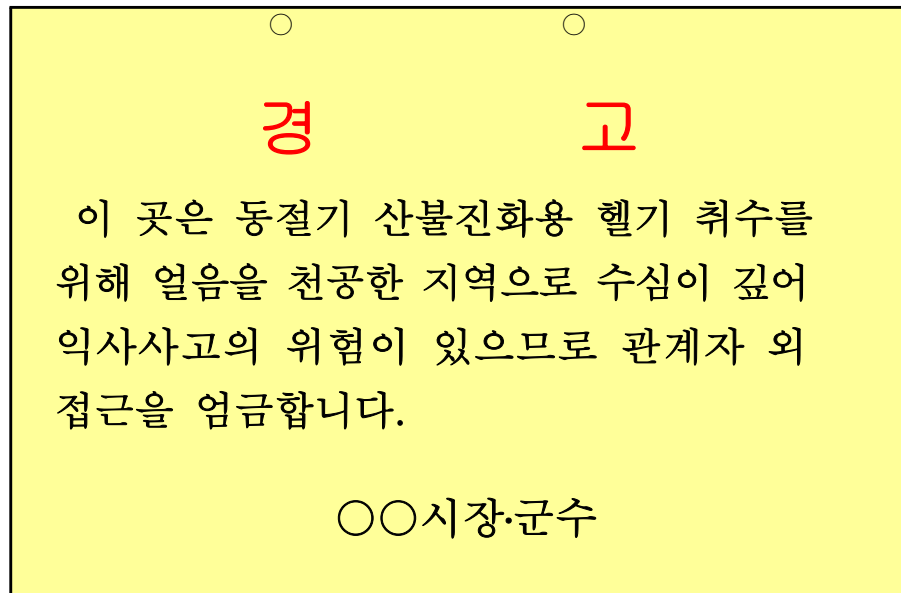 경 고
이 곳은 동절기 산불진화용 헬기 취수를
위해 얼음을 천공한 지역으로 수심이 깊어
익사사고의 위험이 있으므로 관계자 외
접근을 엄금합니다.
○○시장·군수